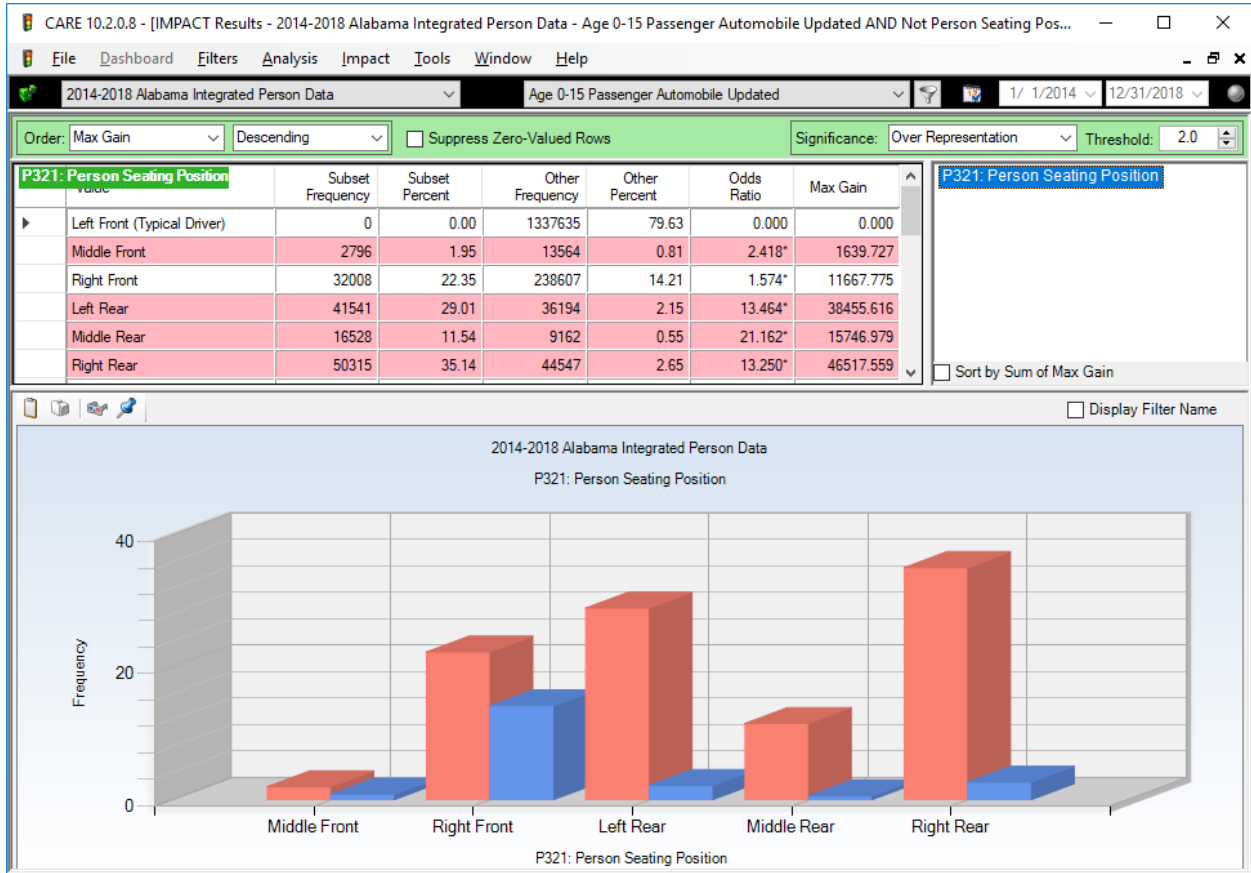 CARE 10.2.0.8 - [IMPACT Results - 2014-2018 Alabama Integrated Person Data - Age 0-15 Passenger Automobile Updated AND Not Person Seating Pos...
File Dashboard Filters Analysis Impact Tools Window Help
2014-2018 Alabama Integrated Person Data Age 0-15 Passenger Automobile Updated 1/ 1/2014 12/31/2018
Order: Max Gain Descending Suppress Zero-Valued Rows Significance: Over Representation Threshold: 2.0
P321: Person Seating Position Subset Frequency Subset Percent Other Frequency Other Percent Odds Ratio Max Gain
Left Front (Typical Driver) 0 0.00 1337635 79.63 0.000 0.000
Middle Front 2796 1.95 13564 0.81 2.418* 1639.727
Right Front 32008 22.35 238607 14.21 1.574* 11667.775
Left Rear 41541 29.01 36194 2.15 13.464* 38455.616
Middle Rear 16528 11.54 9162 0.55 21.162* 15746.979
Right Rear 50315 35.14 44547 2.65 13.250* 46517.559
P321: Person Seating Position
Sort by Sum of Max Gain
Display Filter Name
2014-2018 Alabama Integrated Person Data
P321: Person Seating Position
40
20
0
Frequency
Middle Front Right Front Left Rear Middle Rear Right Rear
P321: Person Seating Position